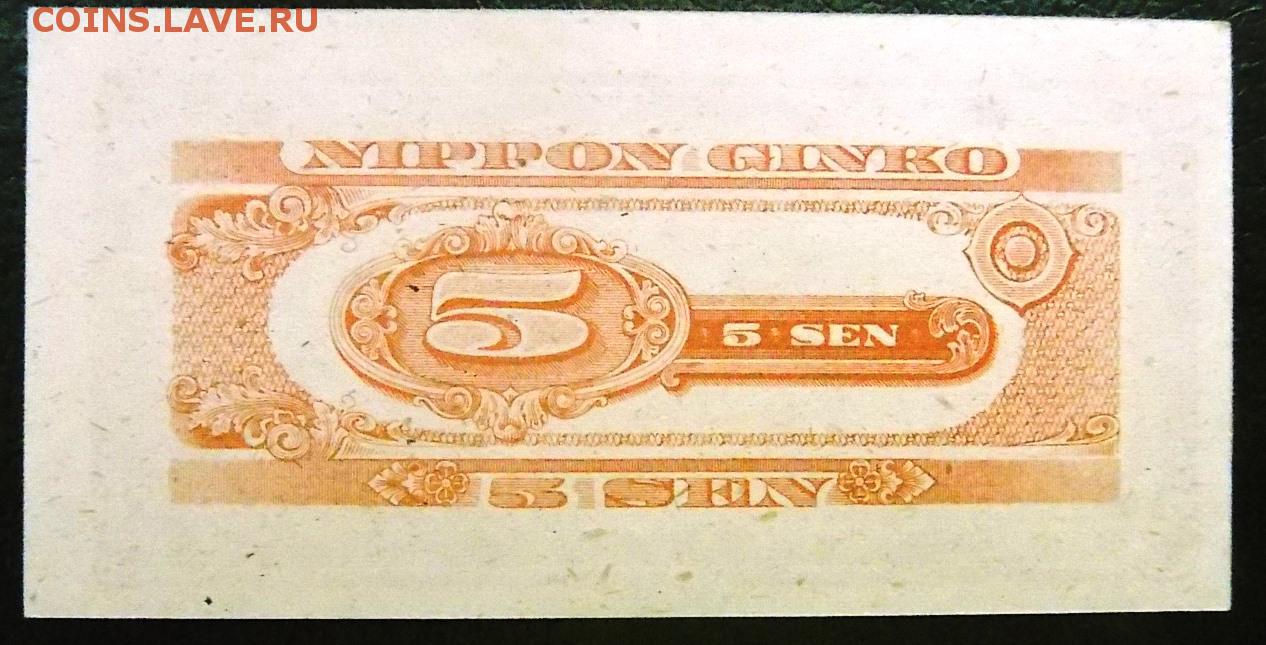 COINS.LAVE.RU
NIPPON GINKO
5
5 SEN
5 SEN